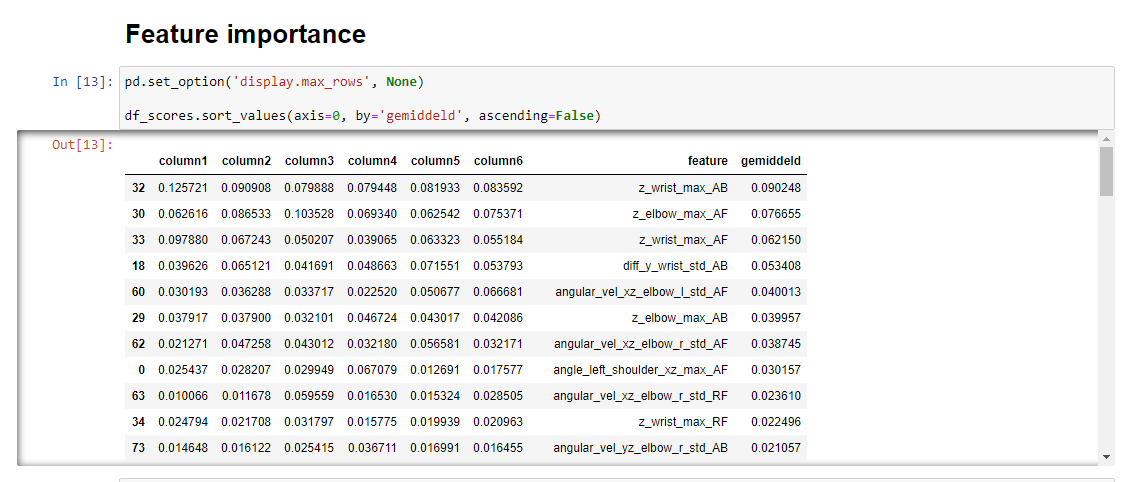 Feature importance
In [13]: pd.set_option('display.max_rows', None)
df_scores.sort_values(axis=0, by='gemiddeld', ascending=False)
Out[13]:
column1 column2 column3 column4 column5 column6 feature gemiddeld
32 0.125721 0.090908 0.079888 0.079448 0.081933 0.083592 z_wrist_max_AB 0.090248
30 0.062616 0.086533 0.103528 0.069340 0.062542 0.075371 z_elbow_max_AF 0.076655
33 0.097880 0.067243 0.050207 0.039065 0.063323 0.055184 z_wrist_max_AF 0.062150
18 0.039626 0.065121 0.041691 0.048663 0.071551 0.053793 diff_y_wrist_std_AB 0.053408
60 0.030193 0.036288 0.033717 0.022520 0.050677 0.066681 angular_vel_xz_elbow_l_std_AF 0.040013
29 0.037917 0.037900 0.032101 0.046724 0.043017 0.042086 z_elbow_max_AB 0.039957
62 0.021271 0.047258 0.043012 0.032180 0.056581 0.032171 angular_vel_xz_elbow_r_std_AF 0.038745
0 0.025437 0.028207 0.029949 0.067079 0.012691 0.017577 angle_left_shoulder_xz_max_AF 0.030157
63 0.010066 0.011678 0.059559 0.016530 0.015324 0.028505 angular_vel_xz_elbow_r_std_RF 0.023610
34 0.024794 0.021708 0.031797 0.015775 0.019939 0.020963 z_wrist_max_RF 0.022496
73 0.014648 0.016122 0.025415 0.036711 0.016991 0.016455 angular_vel_yz_elbow_r_std_AB 0.021057